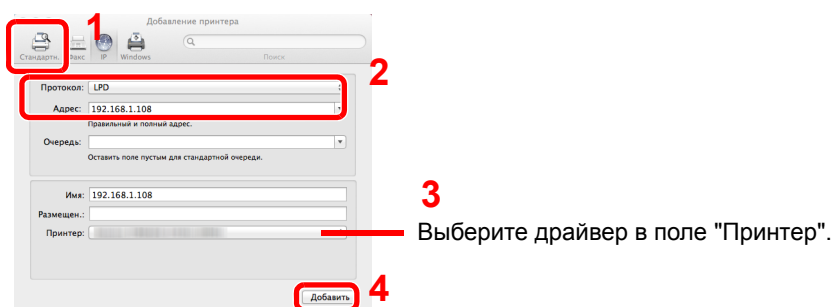 Добавление принтера
1
Стандартн. Факс IP Windows Поиск
2
Протокол: LPD
Адрес: 192.168.1.108
Правильный и полный адрес.
Очередь:
Оставить поле пустым для стандартной очереди.
Имя: 192.168.1.108
Размещен.:
Принтер:
3
Выберите драйвер в поле "Принтер".
Добавить 4